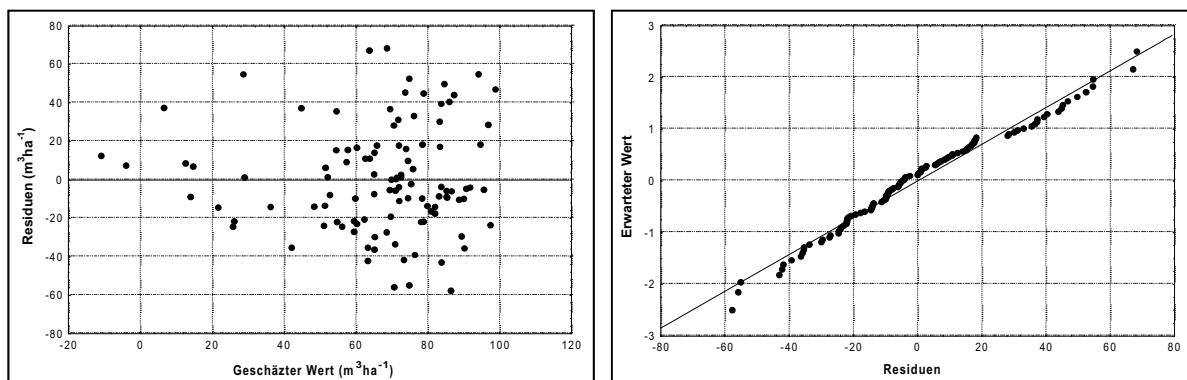 80
60
40
20
0
-20
-40
-60
-80
Residuen (m³ha⁻¹)
-20 0 20 40 60 80 100 120
Geschäzter Wert (m³ha⁻¹)
3
2
1
0
-1
-2
-3
Erwarteter Wert
-80 -60 -40 -20 0 20 40 60 80
Residuen